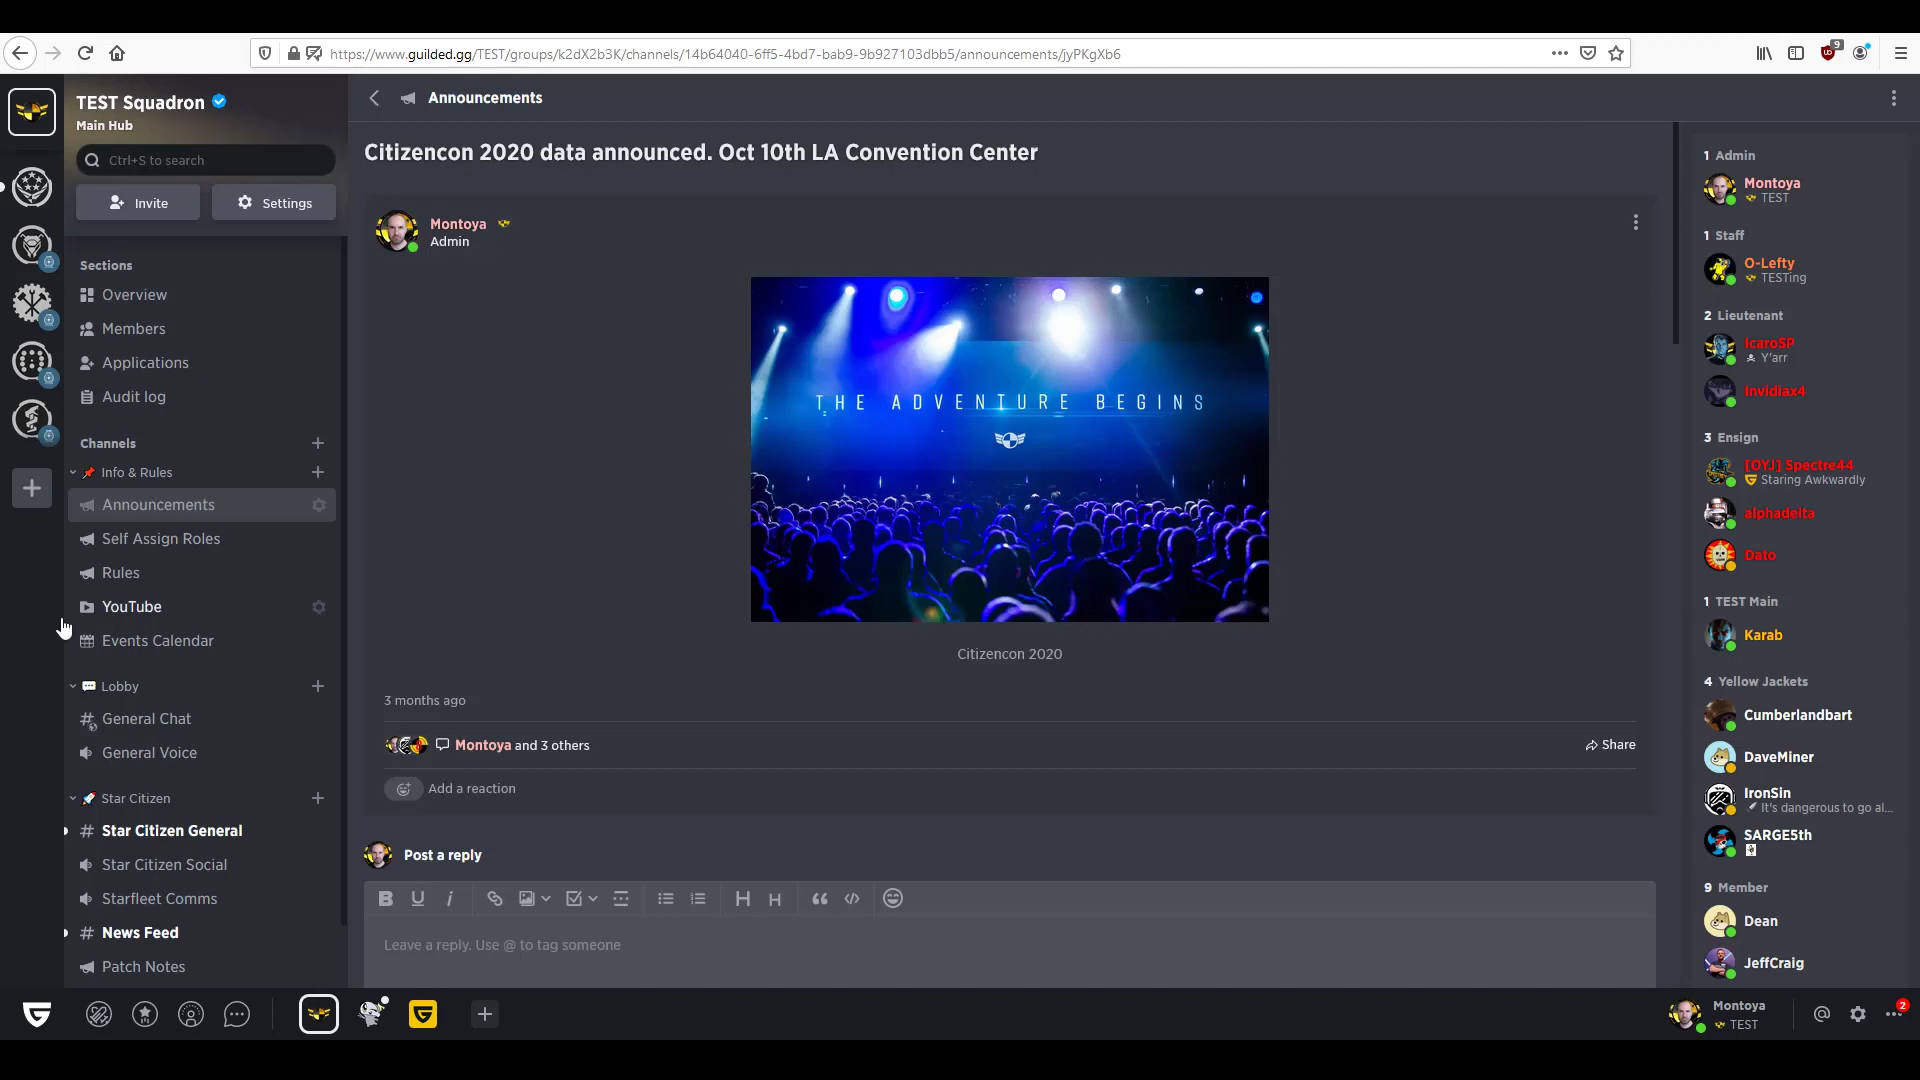 https://www.guilded.gg/TEST/groups/k2dX2b3K/channels/14b64040-6ff5-4bd7-bab9-9b927103dbb5/announcements/jyPKgXb6
9
TEST Squadron
Main Hub
Ctrl+S to search
Invite
Settings
Sections
Overview
Members
Applications
Audit log
Channels
Info & Rules
Announcements
Self Assign Roles
Rules
YouTube
Events Calendar
Lobby
General Chat
General Voice
Star Citizen
Star Citizen General
Star Citizen Social
Starfleet Comms
News Feed
Patch Notes
Announcements
Citizencon 2020 data announced. Oct 10th LA Convention Center
Montoya
Admin
THE ADVENTURE BEGINS
Citizencon 2020
3 months ago
Montoya and 3 others
Share
Add a reaction
Post a reply
B U i
H H
Leave a reply. Use @ to tag someone
1 Admin
Montoya
TEST
1 Staff
O-Lefty
TESTing
2 Lieutenant
IcaroSP
Y'arr
Invidiax4
3 Ensign
[OYJ] Spectre44
Staring Awkwardly
alphadelta
Dato
1 TEST Main
Karab
4 Yellow Jackets
Cumberlandbart
DaveMiner
IronSin
It's dangerous to go al...
SARGE5th
9 Member
Dean
JeffCraig
Montoya
TEST
2